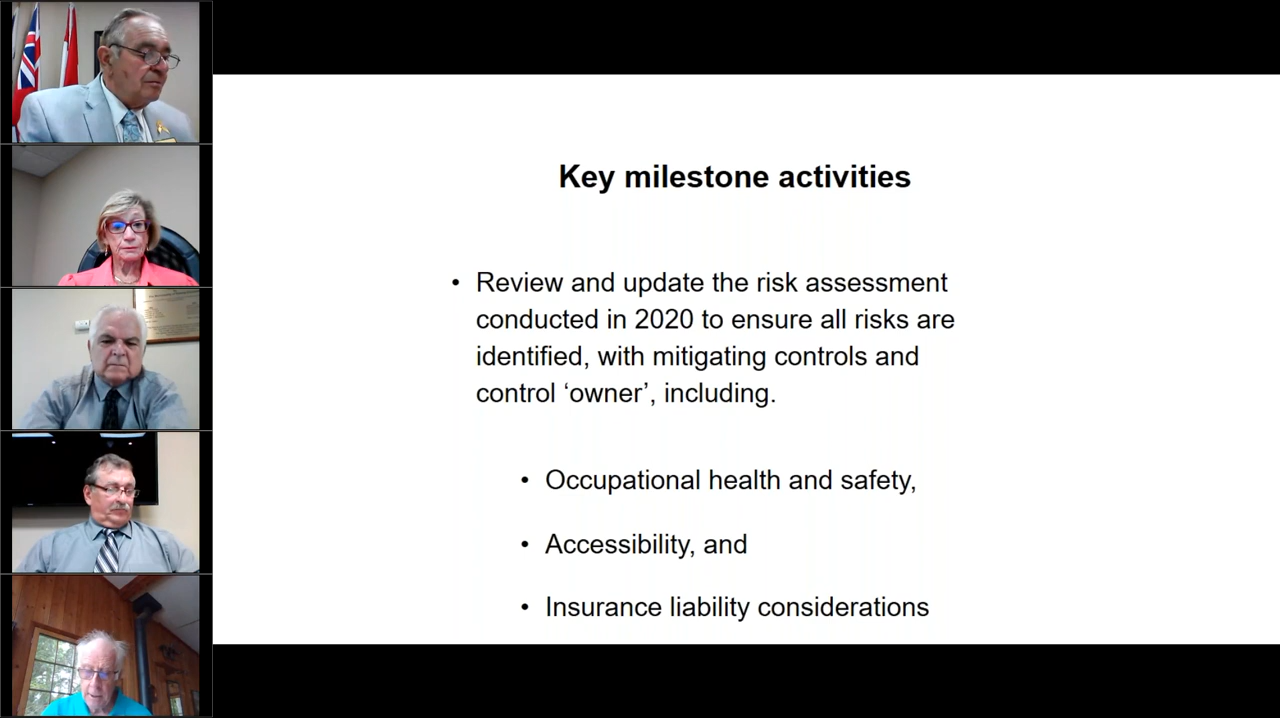 Key milestone activities
• Review and update the risk assessment
conducted in 2020 to ensure all risks are
identified, with mitigating controls and
control ‘owner’, including.
• Occupational health and safety,
• Accessibility, and
• Insurance liability considerations